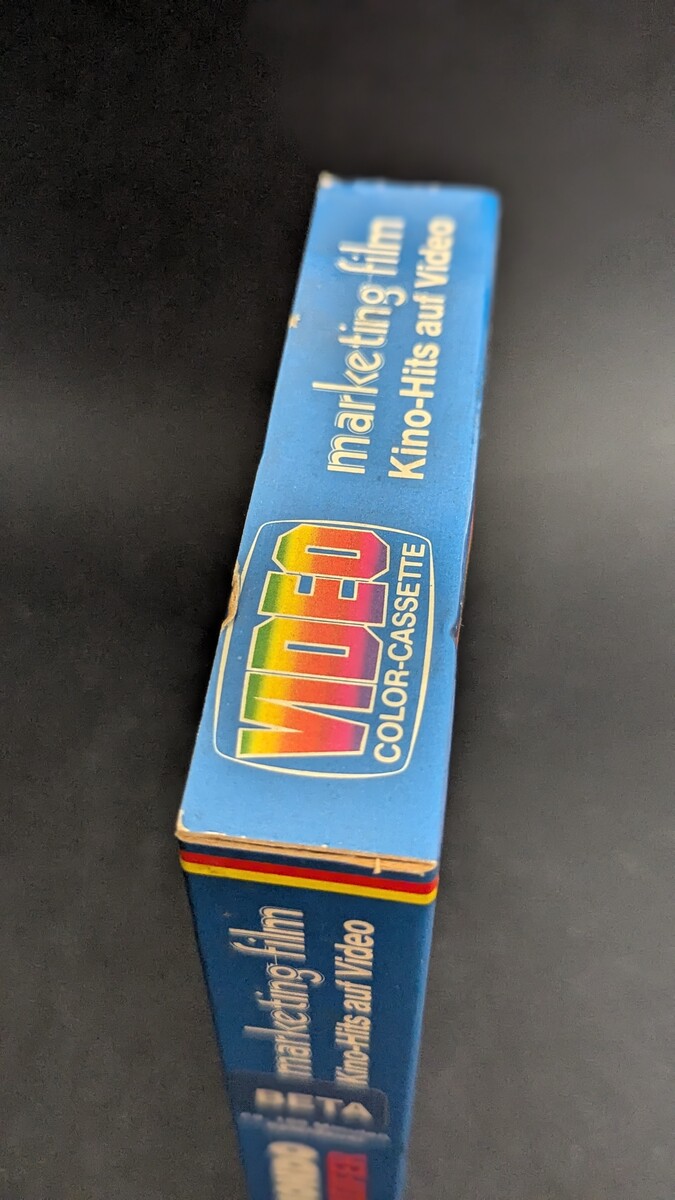 marketing film
Kino-Hits auf Video
VIDEO
COLOR-CASSETTE
marketing film
Kino-Hits auf Video
BETA